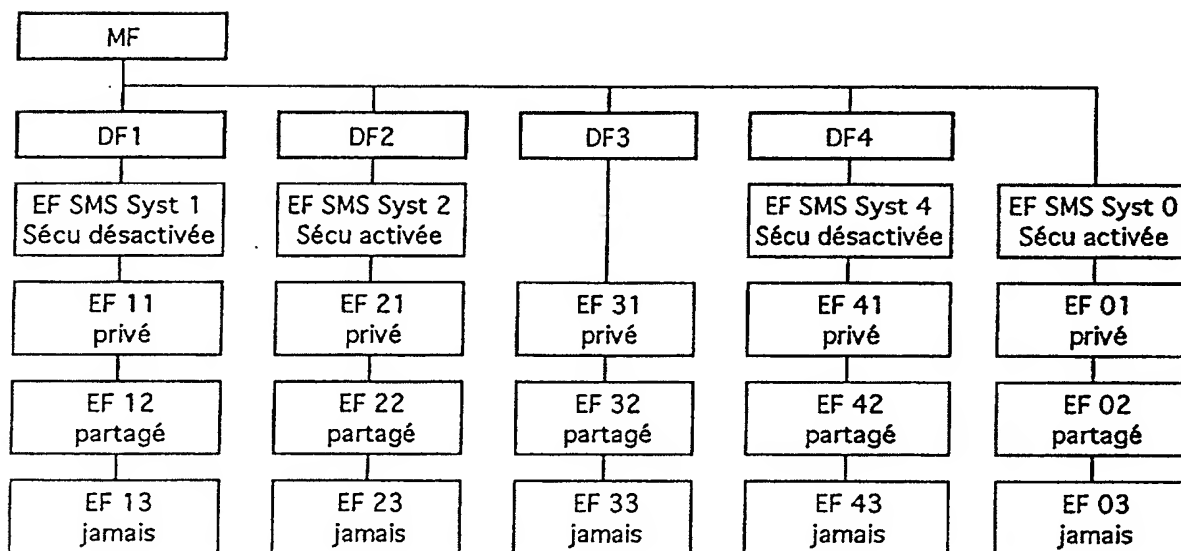 MF
DF1
DF2
DF3
DF4
EF SMS Syst 1
Sécu désactivée
EF SMS Syst 2
Sécu activée
EF SMS Syst 4
Sécu désactivée
EF SMS Syst 0
Sécu activée
EF 11
privé
EF 21
privé
EF 31
privé
EF 41
privé
EF 01
privé
EF 12
partagé
EF 22
partagé
EF 32
partagé
EF 42
partagé
EF 02
partagé
EF 13
jamais
EF 23
jamais
EF 33
jamais
EF 43
jamais
EF 03
jamais